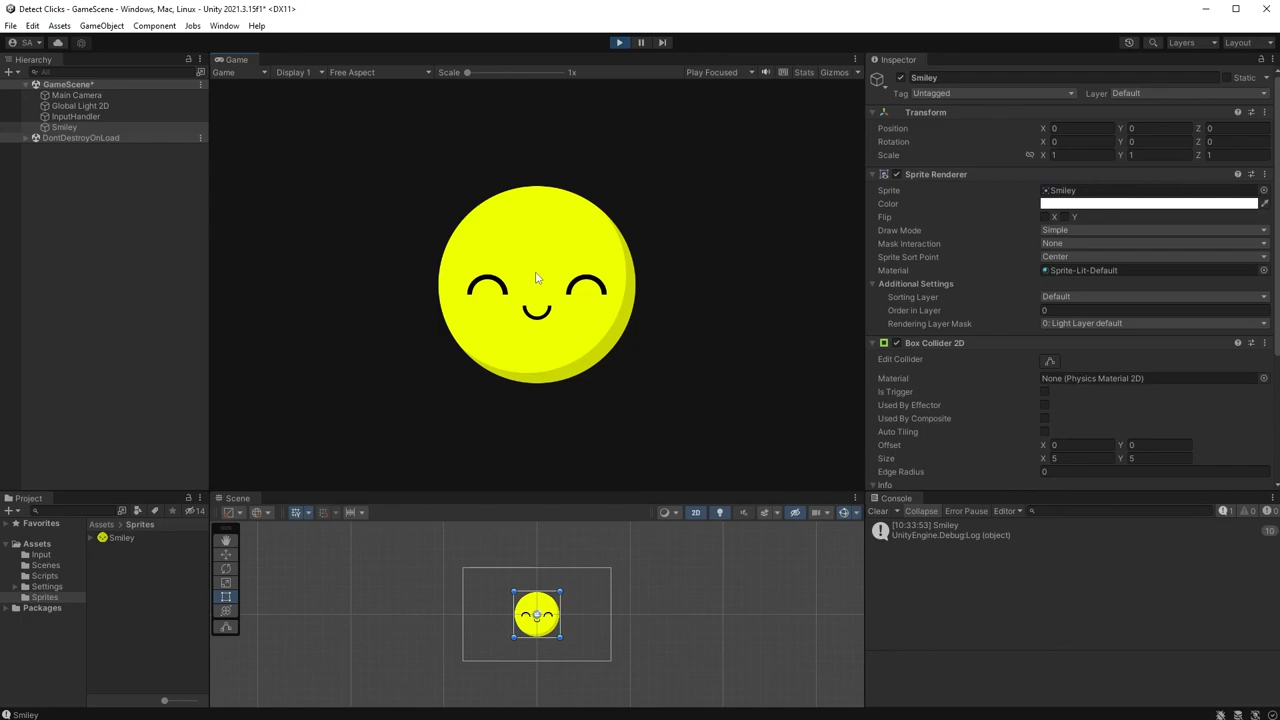 Detect Clicks - GameScene - Windows, Mac, Linux - Unity 2021.3.15f1* <DX11>
File Edit Assets GameObject Component Jobs Window Help
SA Layers Layout
Hierarchy
All
GameScene*
Main Camera
Global Light 2D
InputHandler
Smiley
DontDestroyOnLoad
Game
Game Display 1 Free Aspect Scale 1x Play Focused Stats Gizmos
Inspector
Smiley Static
Tag Untagged Layer Default
Transform
Position X 0 Y 0 Z 0
Rotation X 0 Y 0 Z 0
Scale X 1 Y 1 Z 1
Sprite Renderer
Sprite Smiley
Color
Flip X Y
Draw Mode Simple
Mask Interaction None
Sprite Sort Point Center
Material Sprite-Lit-Default
Additional Settings
Sorting Layer Default
Order in Layer 0
Rendering Layer Mask 0: Light Layer default
Box Collider 2D
Edit Collider
Material None (Physics Material 2D)
Is Trigger
Used By Effector
Used By Composite
Auto Tiling
Offset X 0 Y 0
Size X 5 Y 5
Edge Radius 0
Info
Project
14
Favorites
Assets
Input
Scenes
Scripts
Settings
Sprites
Packages
Assets Sprites
Smiley
Scene
2D
Console
Clear Collapse Error Pause Editor 1 0 0
[10:33:53] Smiley
UnityEngine.Debug:Log (object)
10
Smiley